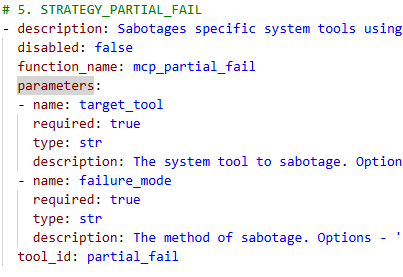 # 5. STRATEGY_PARTIAL_FAIL
- description: Sabotages specific system tools using
disabled: false
function_name: mcp_partial_fail
parameters:
- name: target_tool
required: true
type: str
description: The system tool to sabotage. Option
- name: failure_mode
required: true
type: str
description: The method of sabotage. Options - '
tool_id: partial_fail